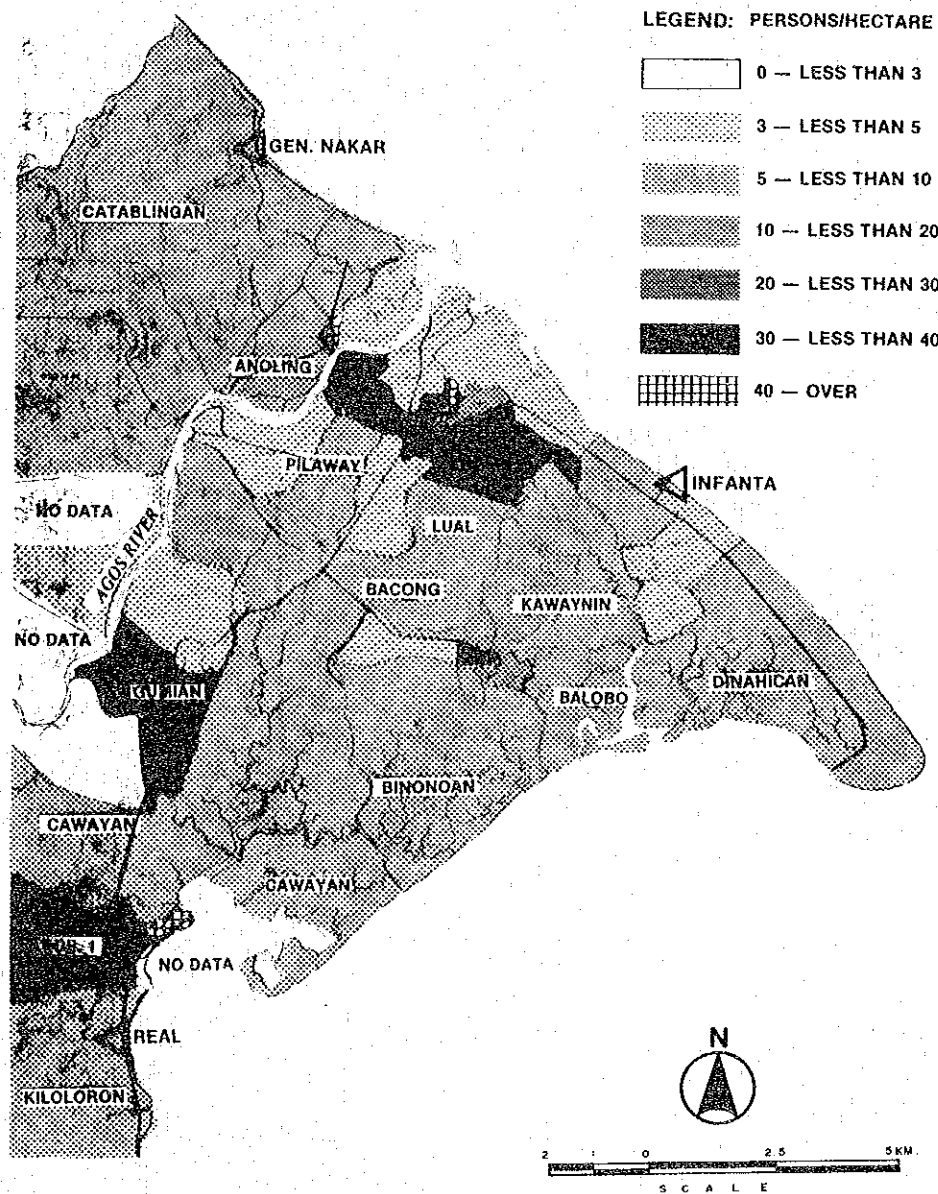 LEGEND: PERSONS/HECTARE
0 — LESS THAN 3
3 — LESS THAN 5
5 — LESS THAN 10
10 — LESS THAN 20
20 — LESS THAN 30
30 — LESS THAN 40
40 — OVER
GEN. NAKAR
CATABLINGAN
ANOLING
PILAWAY
INFANTA
NO DATA
LUAL
AGOS RIVER
BACONG
KAWAYNIN
NO DATA
DINAHICAN
BALOBO
BINONOAN
CAWAYAN
CAWAYAN
NO DATA
REAL
KILOLORON
N
2 1 0 2.5 5 KM.
SCALE